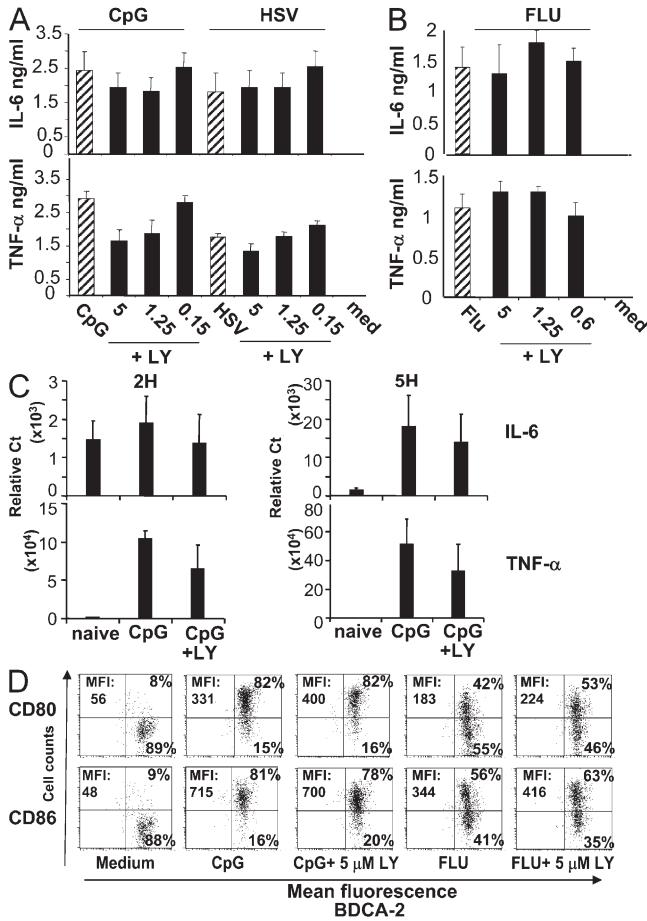 A
CpG
HSV
IL-6 ng/ml
3.5
2.5
1.5
.5
0
TNF-α ng/ml
3.5
2.5
1.5
.5
0
CpG
5
1.25
0.15
HSV
5
1.25
0.15
med
+ LY
+ LY
B
FLU
IL-6 ng/ml
2
1.5
1
0.5
0
TNF-α ng/ml
1.5
1
0.5
0
Flu
5
1.25
0.6
med
+ LY
C
2H
5H
Relative Ct
(x10³)
3
2
1
0
Relative Ct
(x10³)
30
20
10
0
IL-6
(x10⁴)
15
10
5
0
(x10⁴)
80
60
40
20
0
TNF-α
naive
CpG
CpG
+LY
naive
CpG
CpG
+LY
D
CD80
CD86
Cell counts
MFI:
56
8%
89%
MFI:
331
82%
15%
MFI:
400
82%
16%
MFI:
183
42%
55%
MFI:
224
53%
46%
MFI:
48
9%
88%
MFI:
715
81%
16%
MFI:
700
78%
20%
MFI:
344
56%
41%
MFI:
416
63%
35%
Medium
CpG
CpG+ 5 μM LY
FLU
FLU+ 5 μM LY
Mean fluorescence
BDCA-2